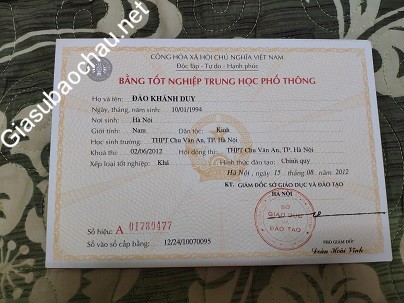 Giasubaochau.net
CỘNG HÒA XÃ HỘI CHỦ NGHĨA VIỆT NAM
Độc lập - Tự do - Hạnh phúc
BẰNG TỐT NGHIỆP TRUNG HỌC PHỔ THÔNG
Họ và tên: ĐÀO KHÁNH DUY
Ngày, tháng, năm sinh: 10/01/1994
Nơi sinh: Hà Nội
Giới tính: Nam Dân tộc: Kinh
Học sinh trường: THPT Chu Văn An, TP. Hà Nội
Khoá thi: 02/06/2012 Hội đồng thi: THPT Chu Văn An, TP. Hà Nội
Xếp loại tốt nghiệp: Khá Hình thức đào tạo: Chính quy
Hà Nội, ngày 15 tháng 08 năm 2012
KT. GIÁM ĐỐC SỞ GIÁO DỤC VÀ ĐÀO TẠO
HÀ NỘI
SỞ
GIÁO DỤC
ĐÀO TẠO
Số hiệu: A 01789477
Số vào sổ cấp bằng: 12/24/10070095
PHÓ GIÁM ĐỐC
Đoàn Hoài Vĩnh